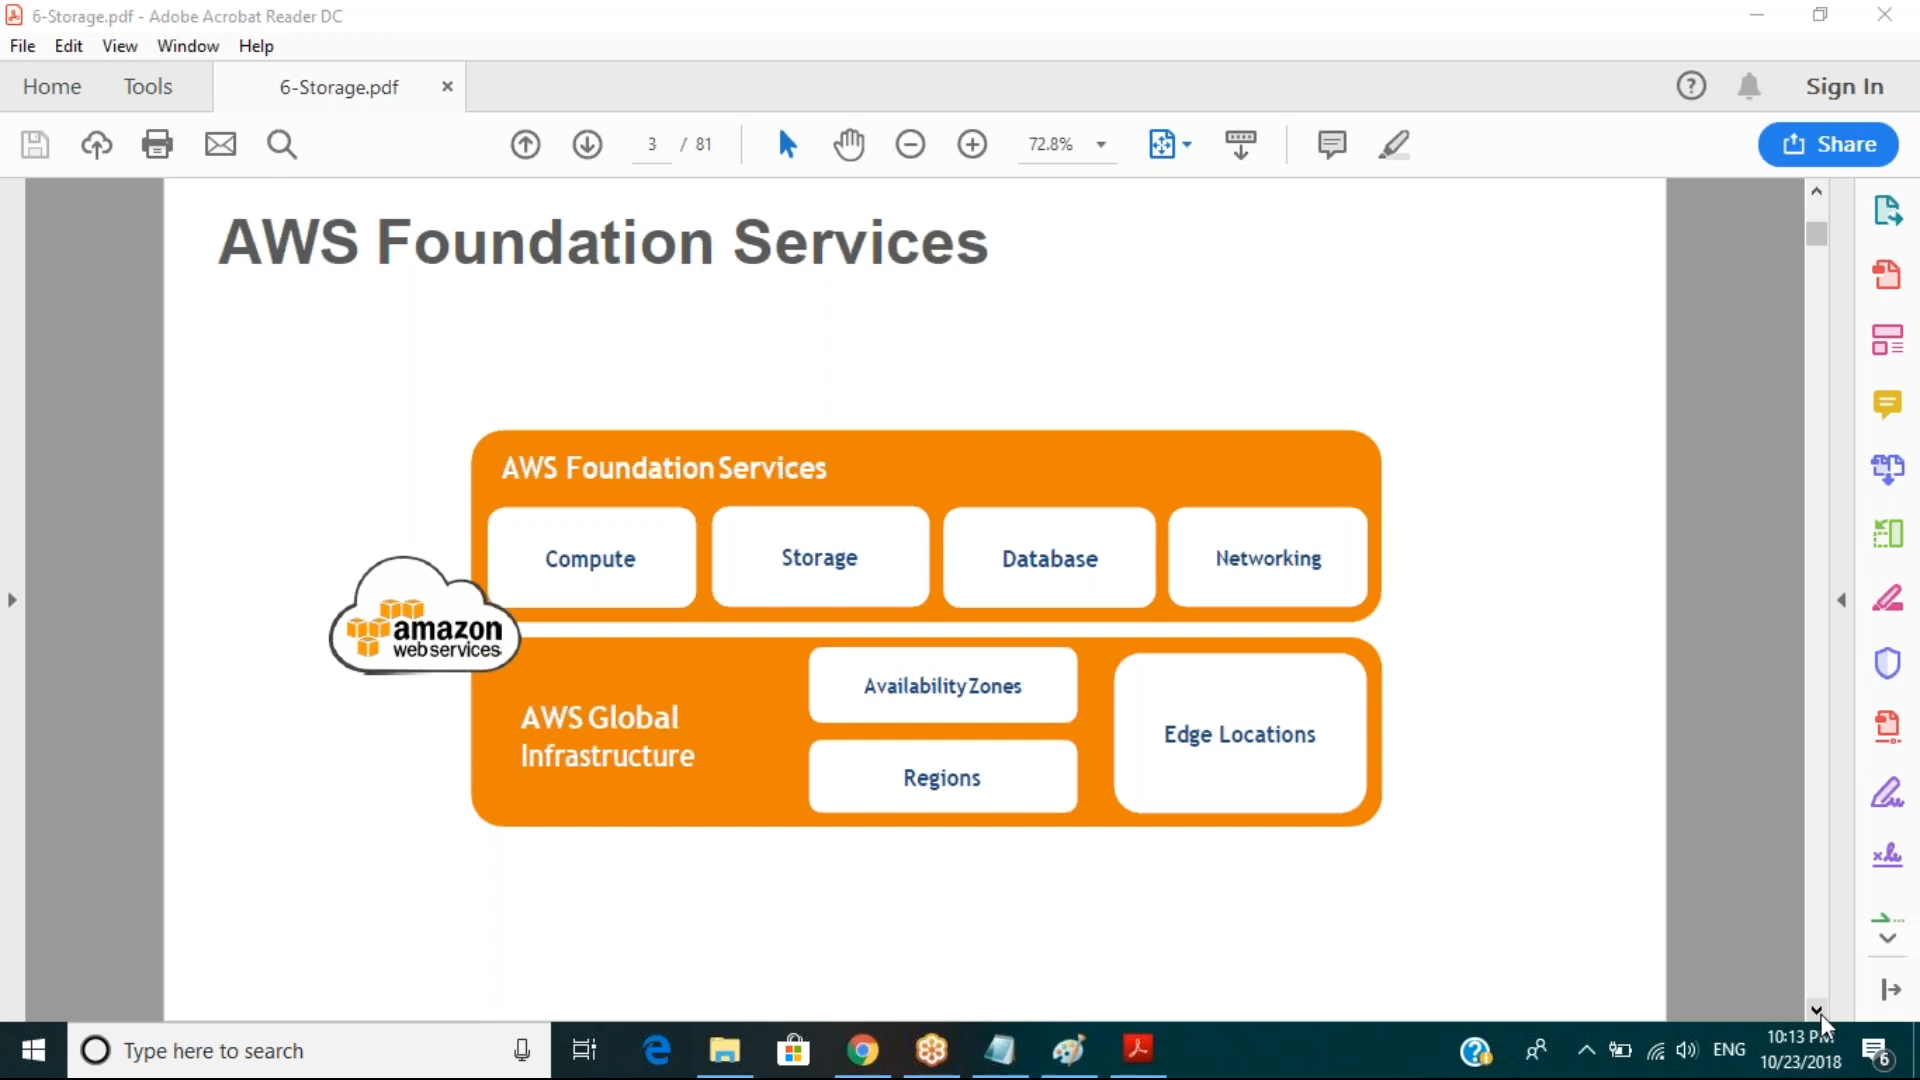 6-Storage.pdf - Adobe Acrobat Reader DC
File Edit View Window Help
Home Tools 6-Storage.pdf Sign In
3 / 81 72.8% Share
AWS Foundation Services
AWS Foundation Services
Compute Storage Database Networking
amazon
webservices
Availability Zones
AWS Global
Infrastructure
Edge Locations
Regions
Type here to search
ENG
10:13 PM
10/23/2018
6